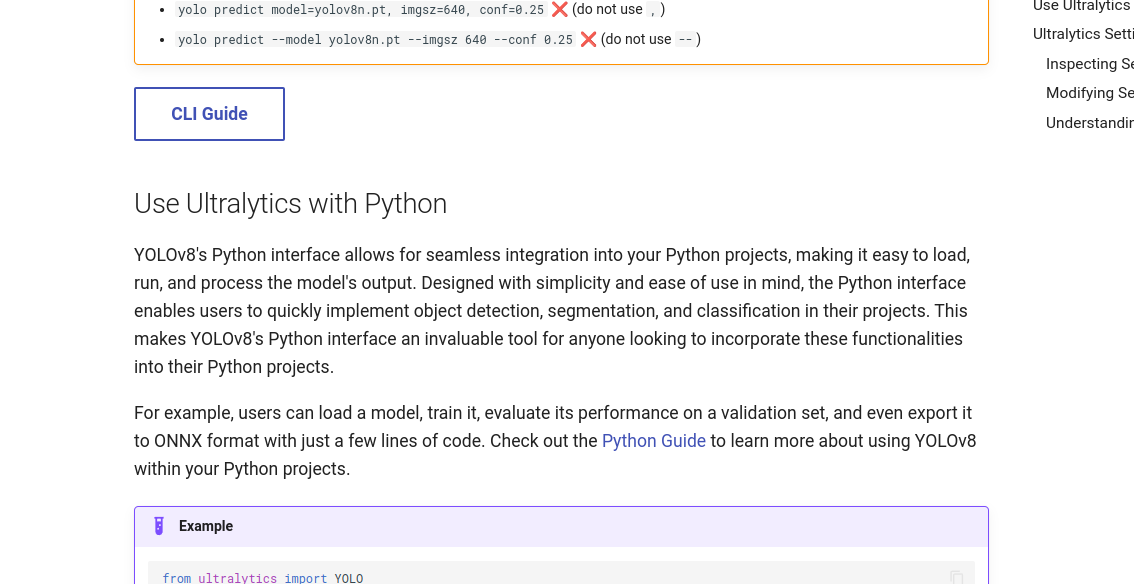 yolo predict model=yolov8n.pt, imgsz=640, conf=0.25 ❌ (do not use , )
yolo predict --model yolov8n.pt --imgsz 640 --conf 0.25 ❌ (do not use -- )
CLI Guide
Use Ultralytics with Python
YOLOv8's Python interface allows for seamless integration into your Python projects, making it easy to load,
run, and process the model's output. Designed with simplicity and ease of use in mind, the Python interface
enables users to quickly implement object detection, segmentation, and classification in their projects. This
makes YOLOv8's Python interface an invaluable tool for anyone looking to incorporate these functionalities
into their Python projects.
For example, users can load a model, train it, evaluate its performance on a validation set, and even export it
to ONNX format with just a few lines of code. Check out the Python Guide to learn more about using YOLOv8
within your Python projects.
Example
from ultralytics import YOLO
Use Ultralytics
Ultralytics Setti
Inspecting Se
Modifying Se
Understandin